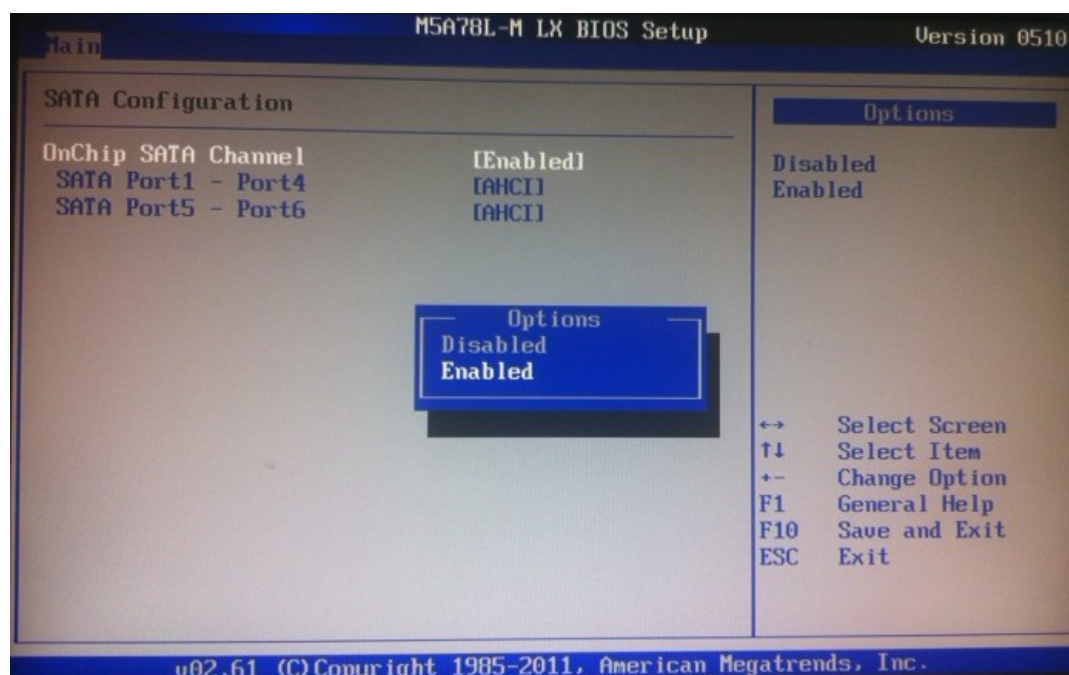 M5A78L-M LX BIOS Setup Version 0510
Main
SATA Configuration
OnChip SATA Channel [Enabled]
SATA Port1 - Port4 [AHCI]
SATA Port5 - Port6 [AHCI]
Options
Disabled
Enabled
Options
Disabled
Enabled
←→ Select Screen
↑↓ Select Item
+- Change Option
F1 General Help
F10 Save and Exit
ESC Exit
v02.61 (C)Copyright 1985-2011, American Megatrends, Inc.